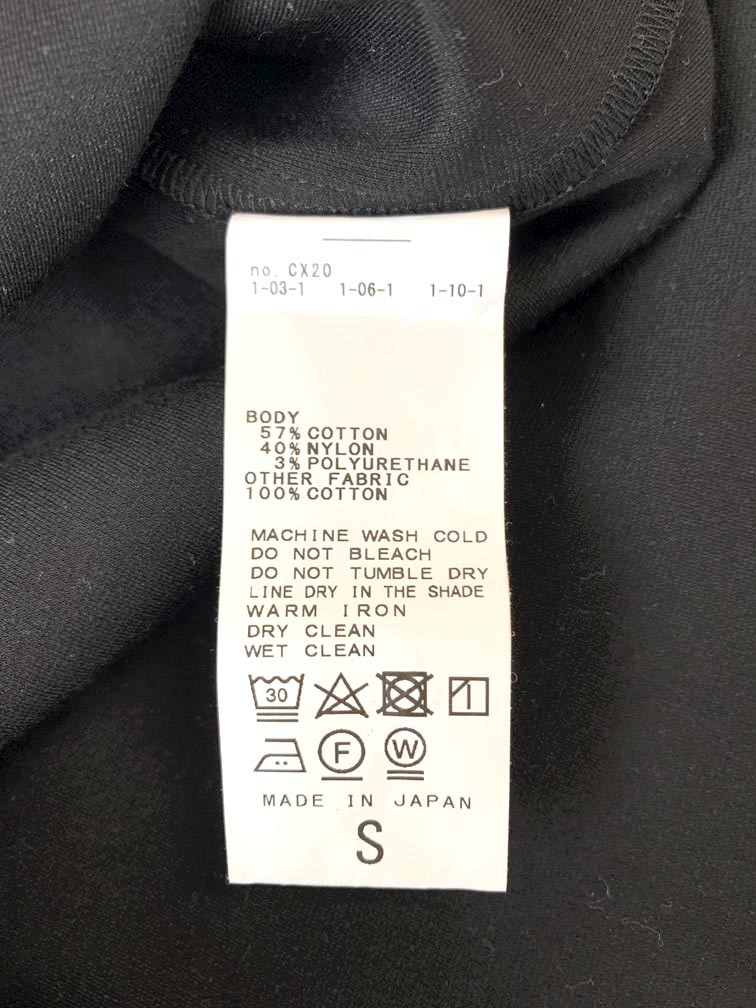 no. CX20
1-03-1 1-06-1 1-10-1
BODY
57% COTTON
40% NYLON
3% POLYURETHANE
OTHER FABRIC
100% COTTON
MACHINE WASH COLD
DO NOT BLEACH
DO NOT TUMBLE DRY
LINE DRY IN THE SHADE
WARM IRON
DRY CLEAN
WET CLEAN
30
F W
MADE IN JAPAN
S